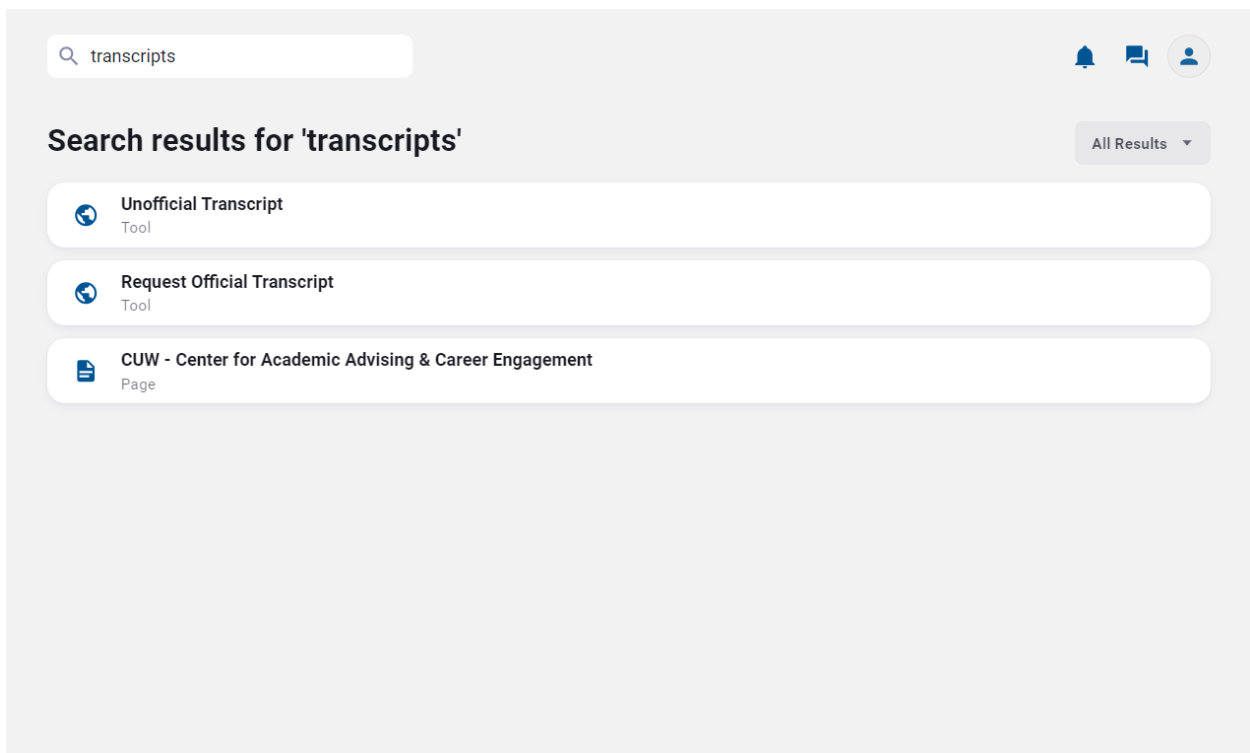 transcripts
Search results for 'transcripts'
All Results
Unofficial Transcript
Tool
Request Official Transcript
Tool
CUW - Center for Academic Advising & Career Engagement
Page